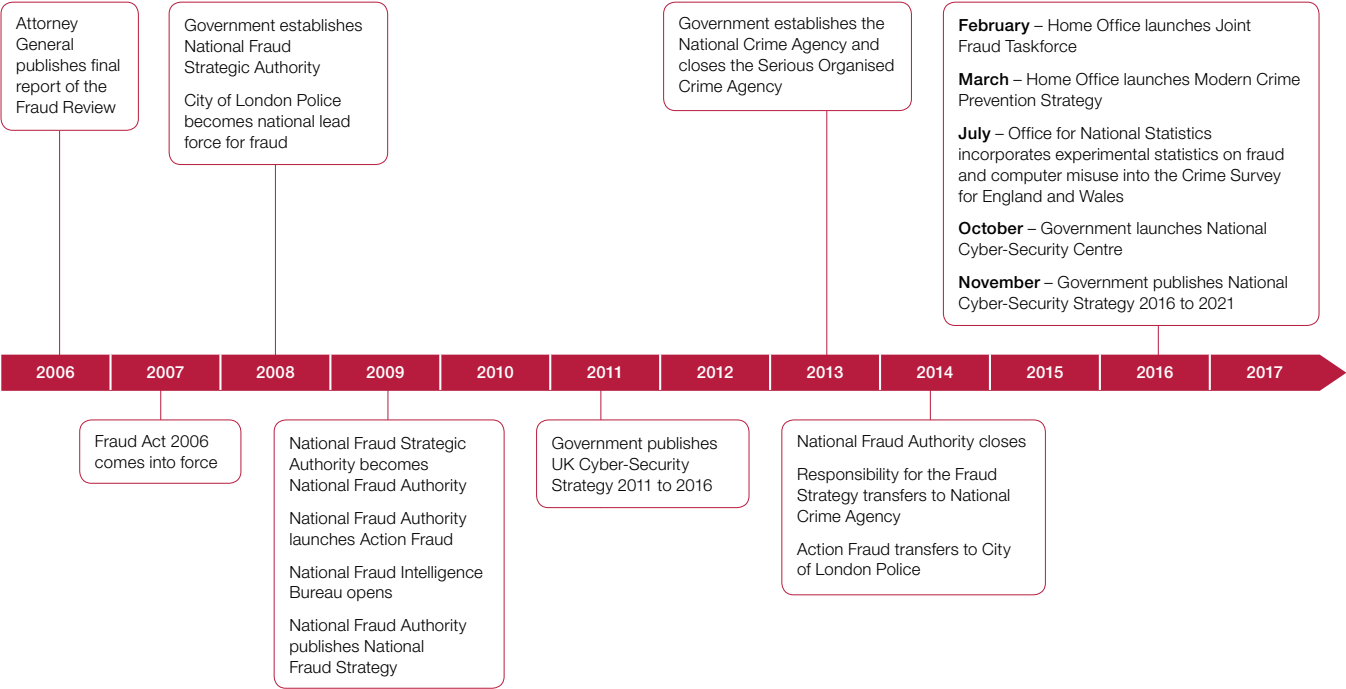 Attorney
General
publishes final
report of the
Fraud Review
Government establishes
National Fraud
Strategic Authority
City of London Police
becomes national lead
force for fraud
Government establishes the
National Crime Agency and
closes the Serious Organised
Crime Agency
February – Home Office launches Joint
Fraud Taskforce
March – Home Office launches Modern Crime
Prevention Strategy
July – Office for National Statistics
incorporates experimental statistics on fraud
and computer misuse into the Crime Survey
for England and Wales
October – Government launches National
Cyber-Security Centre
November – Government publishes National
Cyber-Security Strategy 2016 to 2021
2006 2007 2008 2009 2010 2011 2012 2013 2014 2015 2016 2017
Fraud Act 2006
comes into force
National Fraud Strategic
Authority becomes
National Fraud Authority
National Fraud Authority
launches Action Fraud
National Fraud Intelligence
Bureau opens
National Fraud Authority
publishes National
Fraud Strategy
Government publishes
UK Cyber-Security
Strategy 2011 to 2016
National Fraud Authority closes
Responsibility for the Fraud
Strategy transfers to National
Crime Agency
Action Fraud transfers to City
of London Police